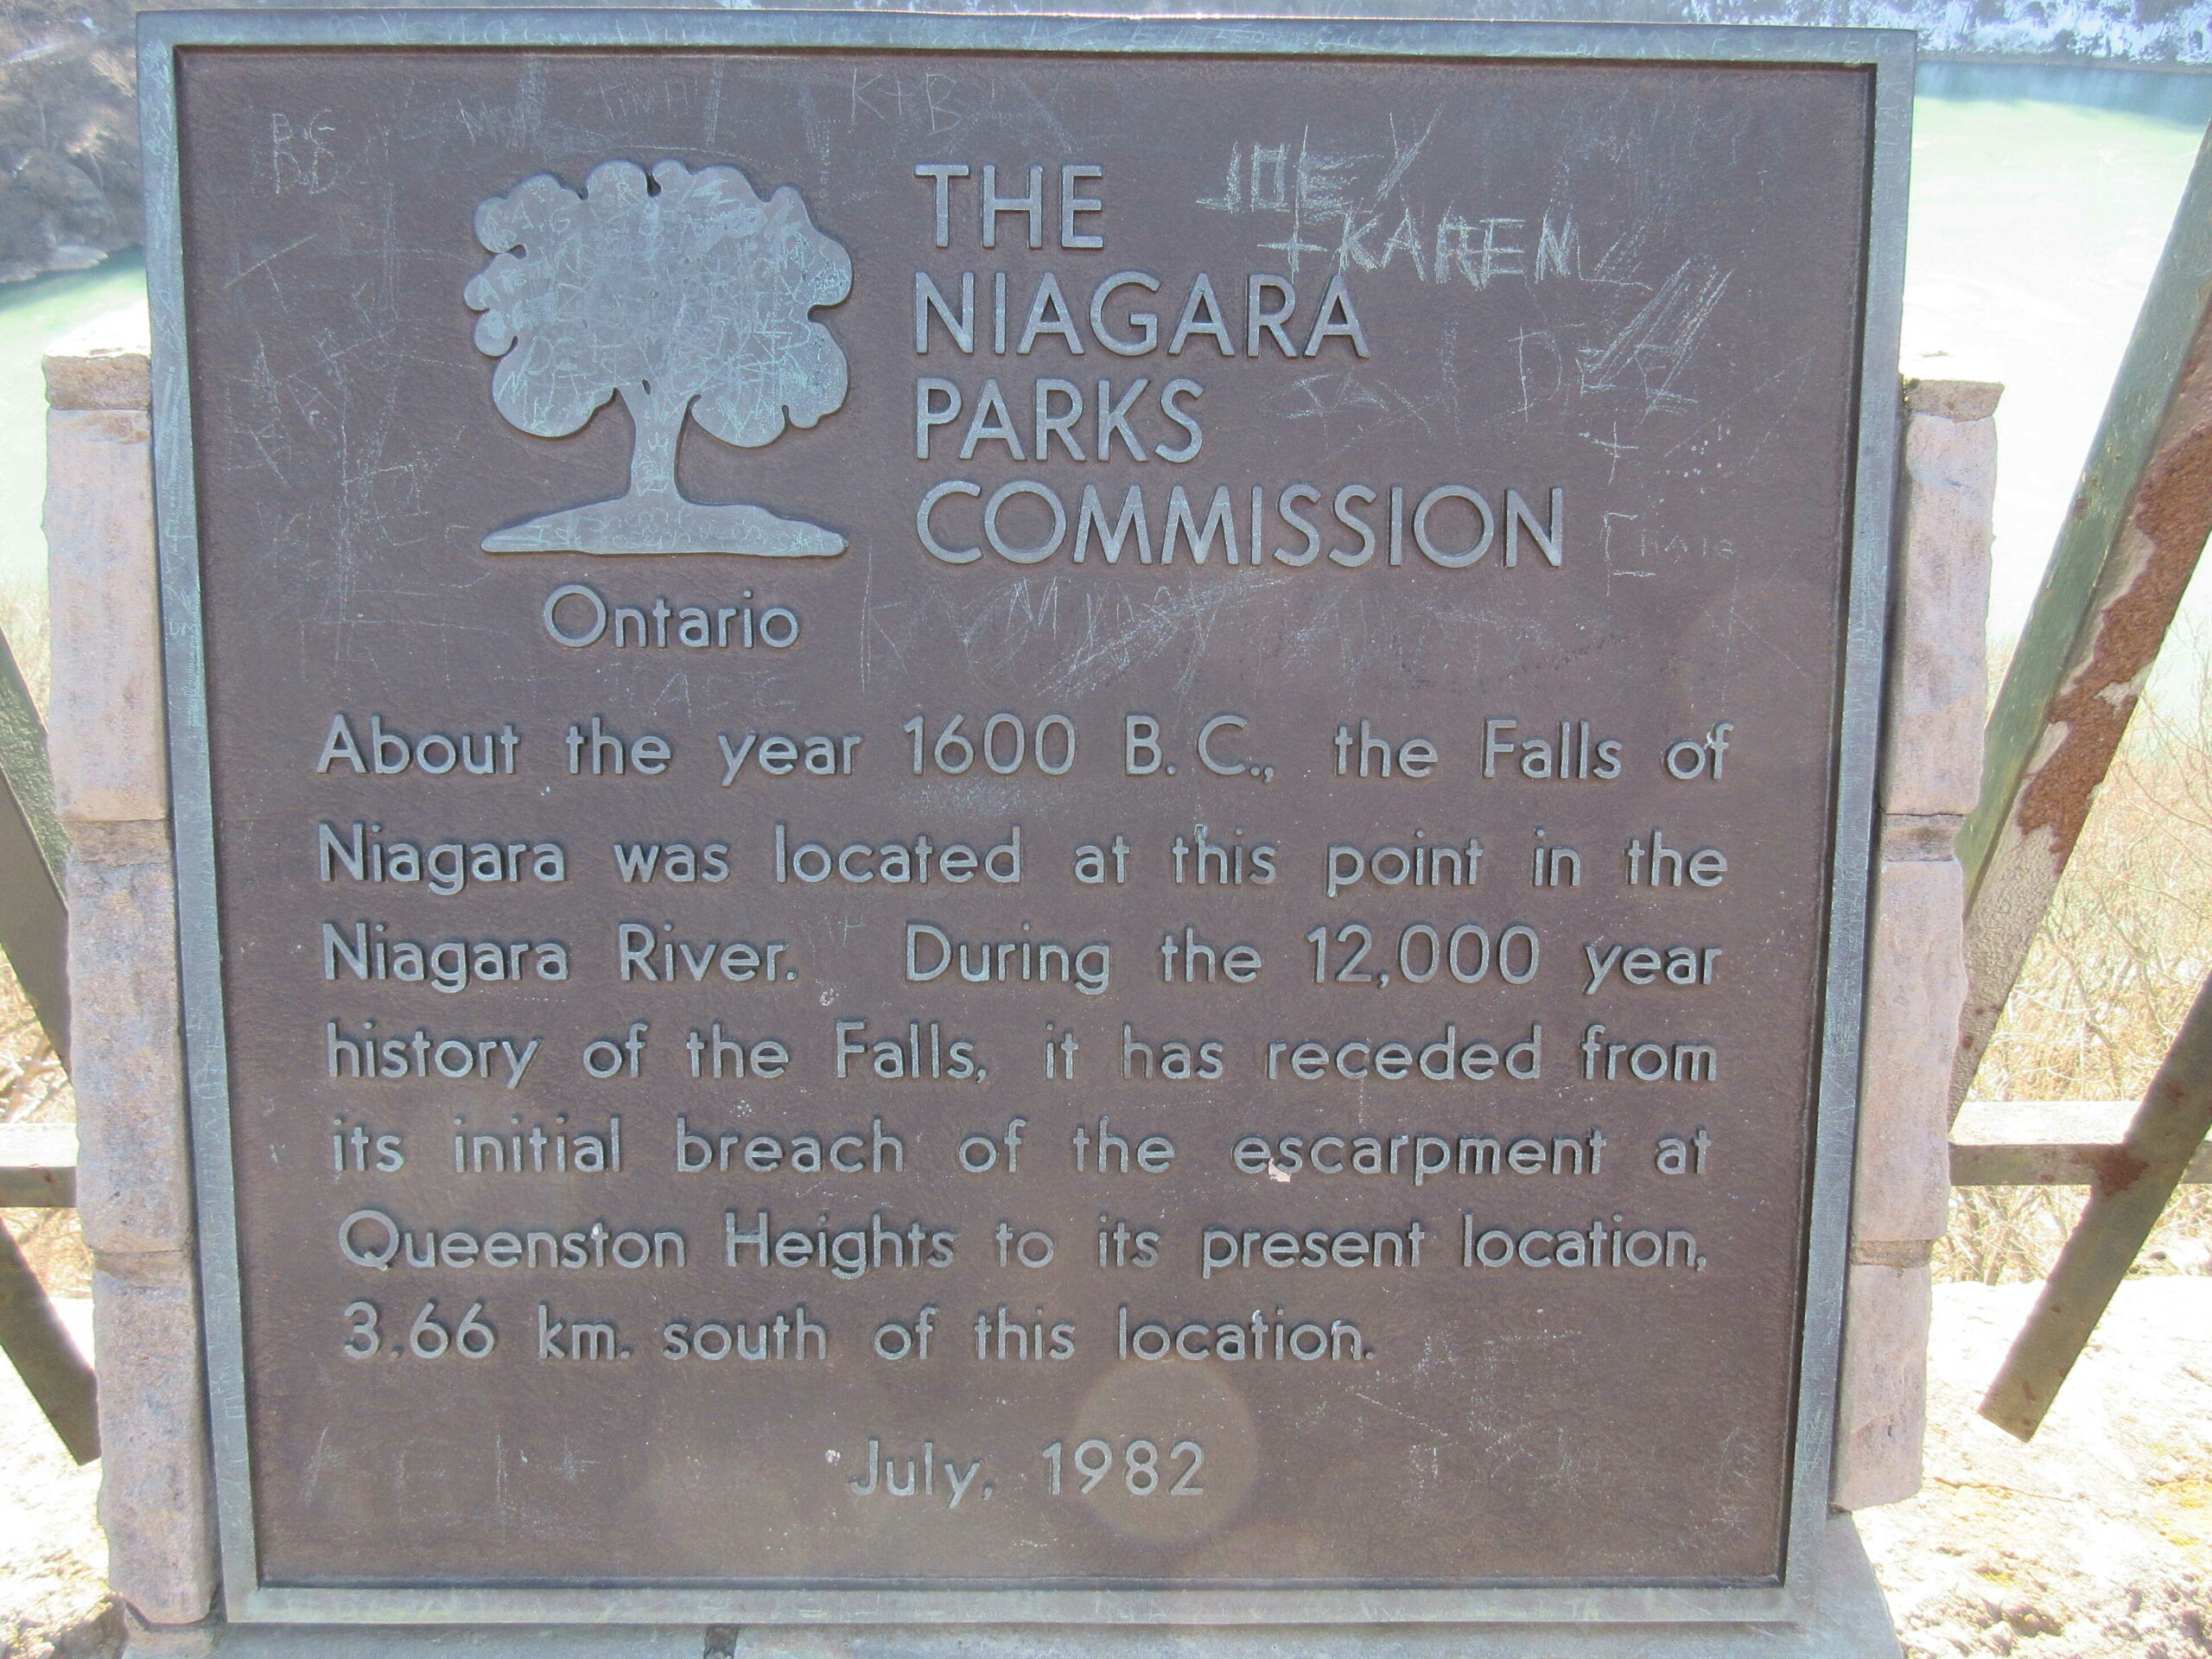 K+B
JOE
+KAREN
THE
NIAGARA
PARKS
COMMISSION
Ontario
About the year 1600 B.C., the Falls of
Niagara was located at this point in the
Niagara River. During the 12,000 year
history of the Falls, it has receded from
its initial breach of the escarpment at
Queenston Heights to its present location,
3.66 km. south of this location.
July, 1982